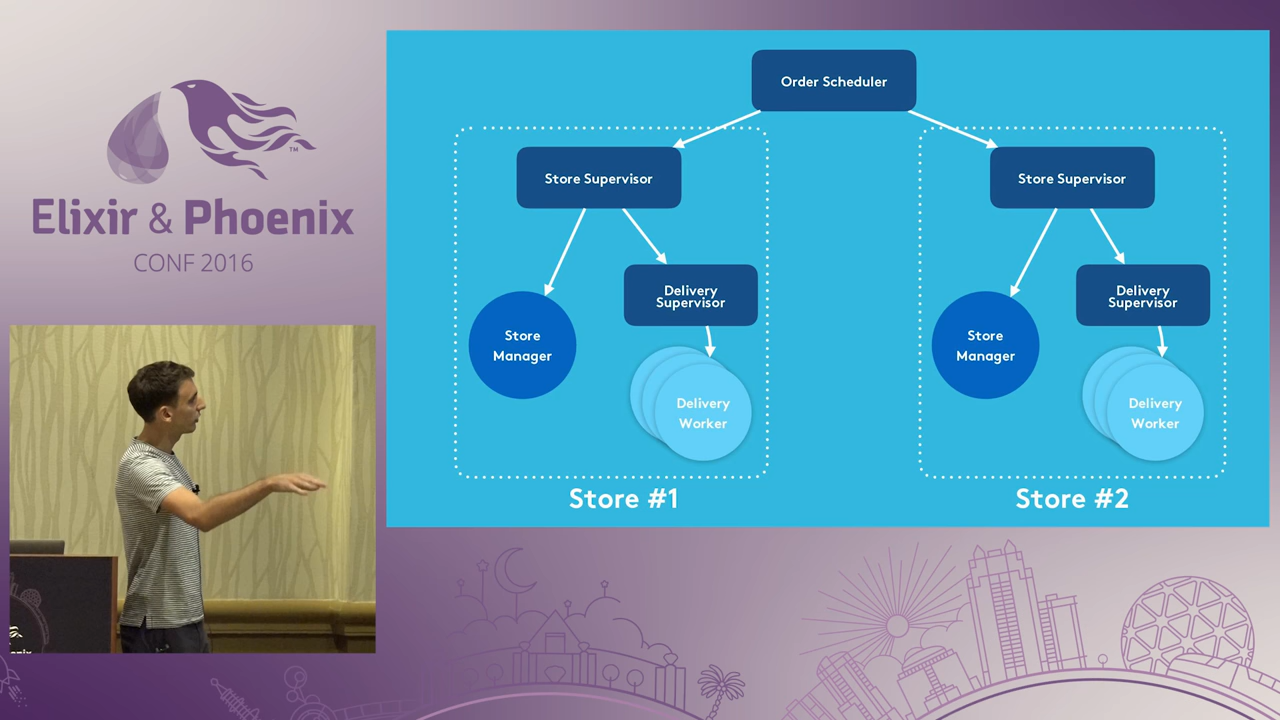 Elixir & Phoenix
TM
CONF 2016
Order Scheduler
Store Supervisor
Store Supervisor
Delivery
Supervisor
Delivery
Supervisor
Store
Manager
Store
Manager
Delivery
Worker
Delivery
Worker
Store #1
Store #2